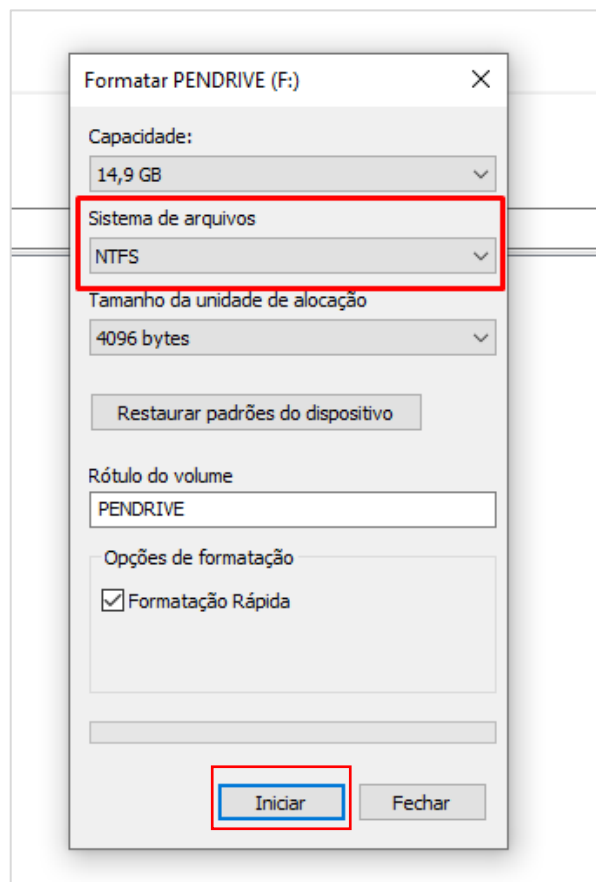 Formatar PENDRIVE (F:)
Capacidade:
14,9 GB
Sistema de arquivos
NTFS
Tamanho da unidade de alocação
4096 bytes
Restaurar padrões do dispositivo
Rótulo do volume
PENDRIVE
Opções de formatação
Formatação Rápida
Iniciar
Fechar